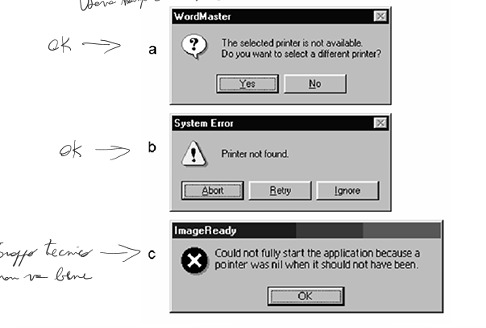 WordMaster
ok → a
The selected printer is not available.
Do you want to select a different printer?
Yes No
System Error
ok → b
Printer not found.
Abort Retry Ignore
ImageReady
tecnico → c
Could not fully start the application because a
pointer was nil when it should not have been.
non va bene
OK